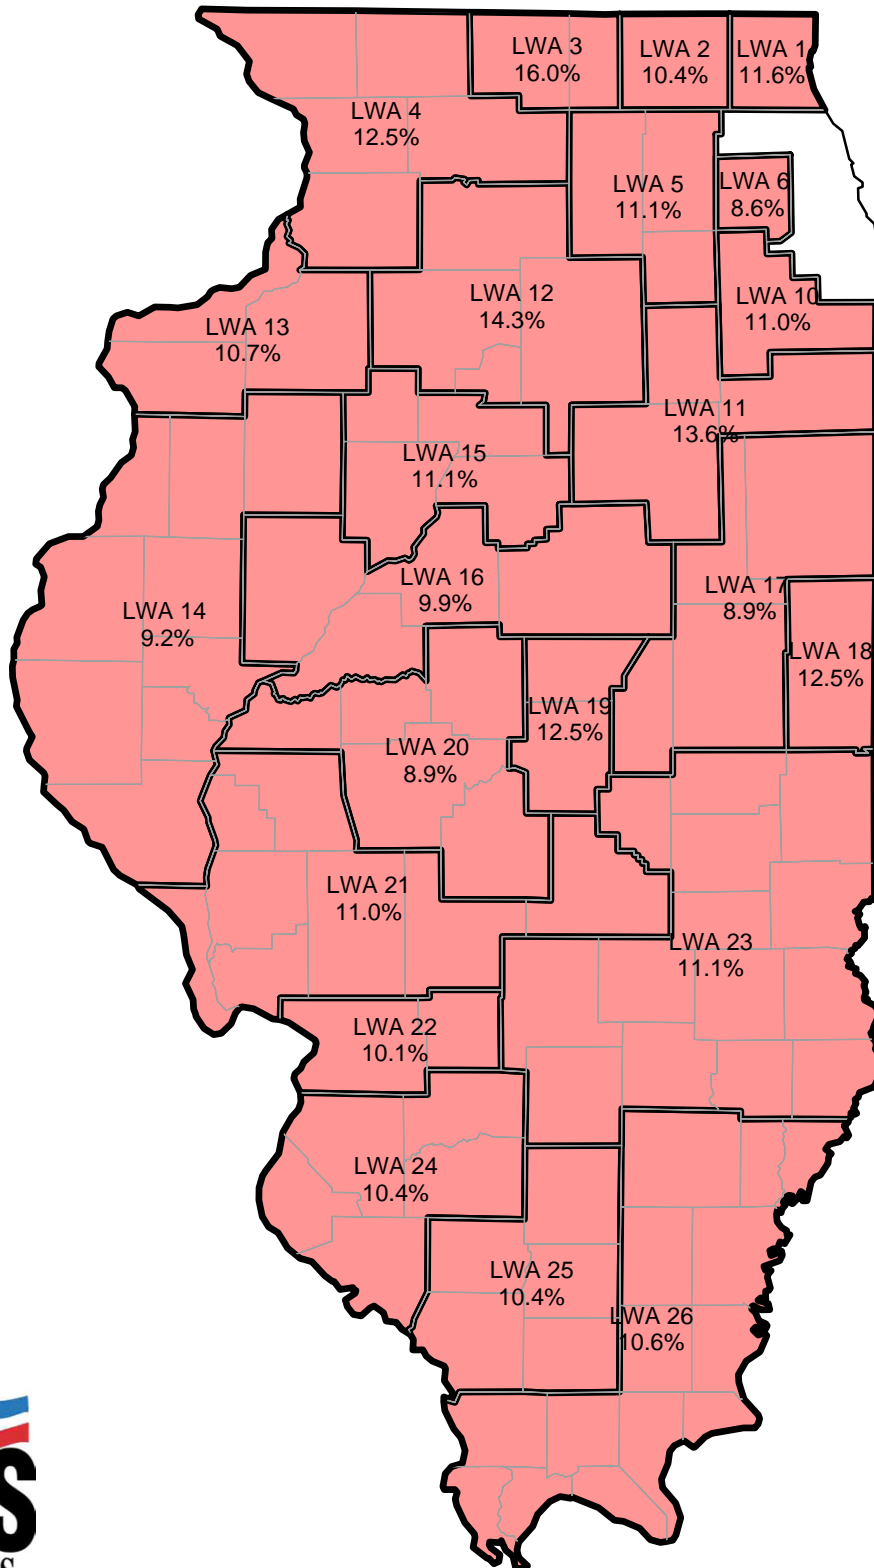 LWA 3
16.0%
LWA 2
10.4%
LWA 1
11.6%
LWA 4
12.5%
LWA 5
11.1%
LWA 6
8.6%
LWA 12
14.3%
LWA 10
11.0%
LWA 13
10.7%
LWA 11
13.6%
LWA 15
11.1%
LWA 16
9.9%
LWA 17
8.9%
LWA 14
9.2%
LWA 18
12.5%
LWA 19
12.5%
LWA 20
8.9%
LWA 21
11.0%
LWA 23
11.1%
LWA 22
10.1%
LWA 24
10.4%
LWA 25
10.4%
LWA 26
10.6%
S
S